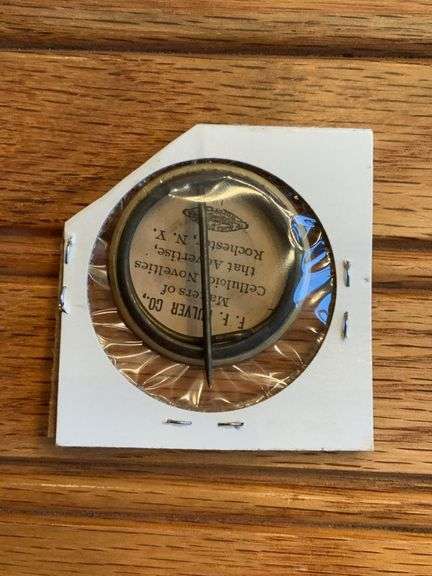 F. F. PULVER CO.,
Makers of
Celluloid Novelties
that Advertise,
Rochester, N. Y.